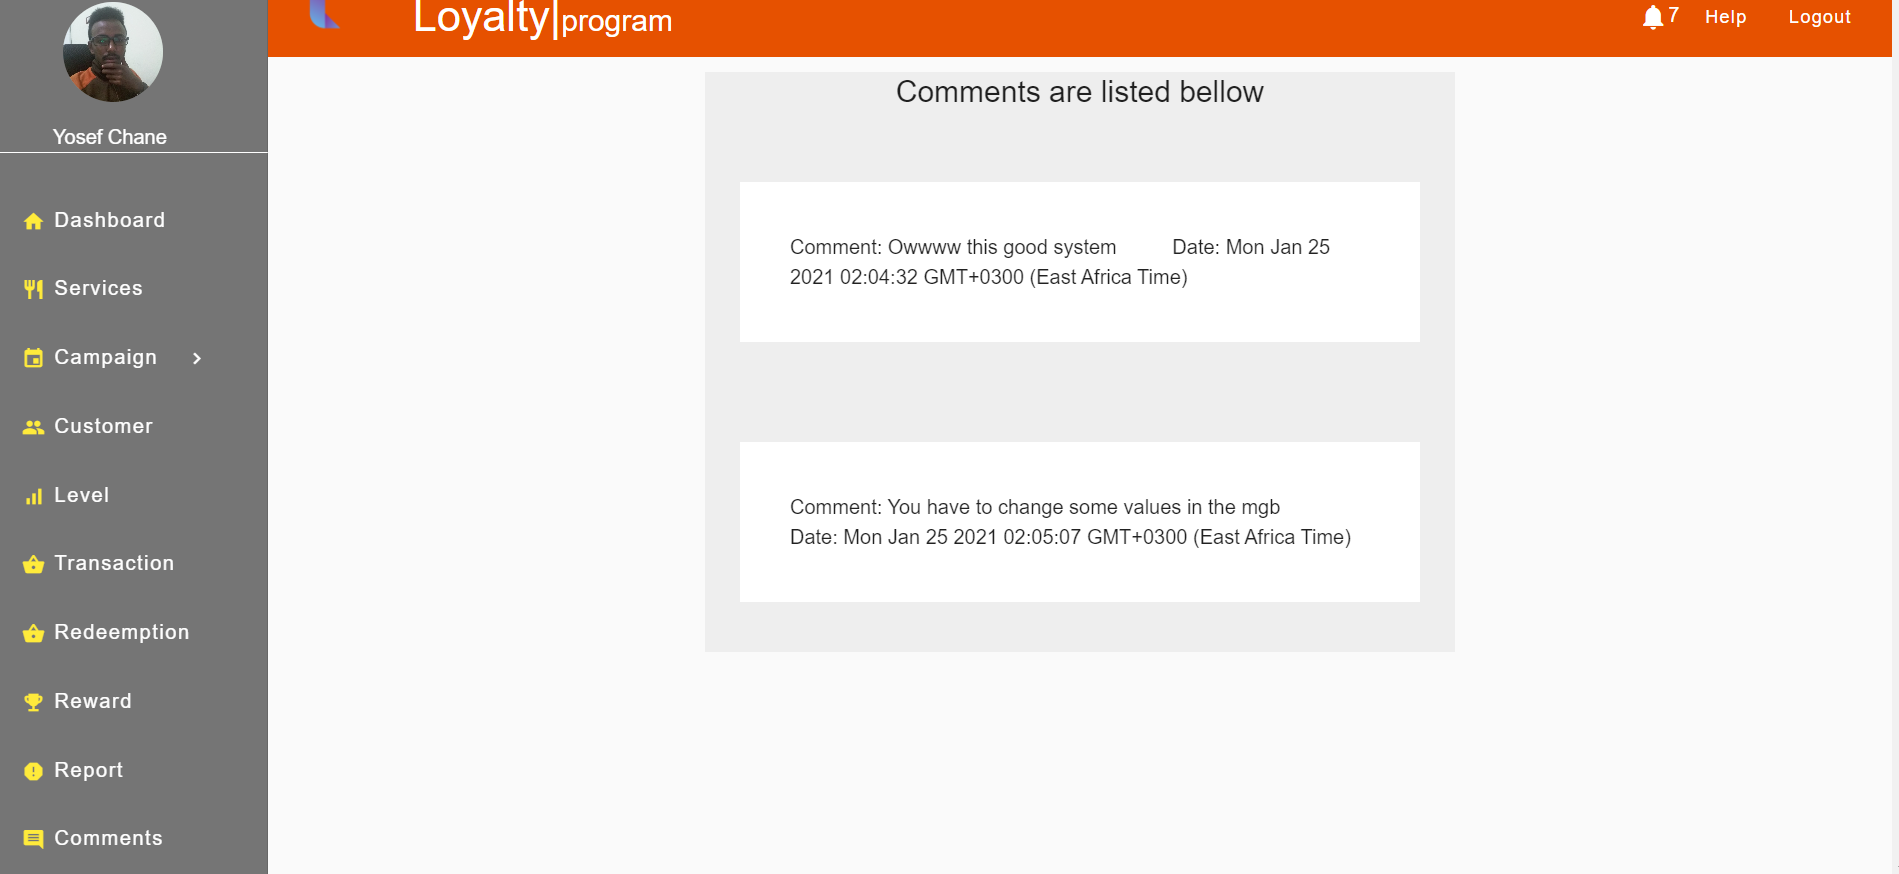 Loyalty|program
7 Help Logout
Yosef Chane
Dashboard
Services
Campaign
Customer
Level
Transaction
Redeemption
Reward
Report
Comments
Comments are listed bellow
Comment: Owwww this good system Date: Mon Jan 25
2021 02:04:32 GMT+0300 (East Africa Time)
Comment: You have to change some values in the mgb
Date: Mon Jan 25 2021 02:05:07 GMT+0300 (East Africa Time)